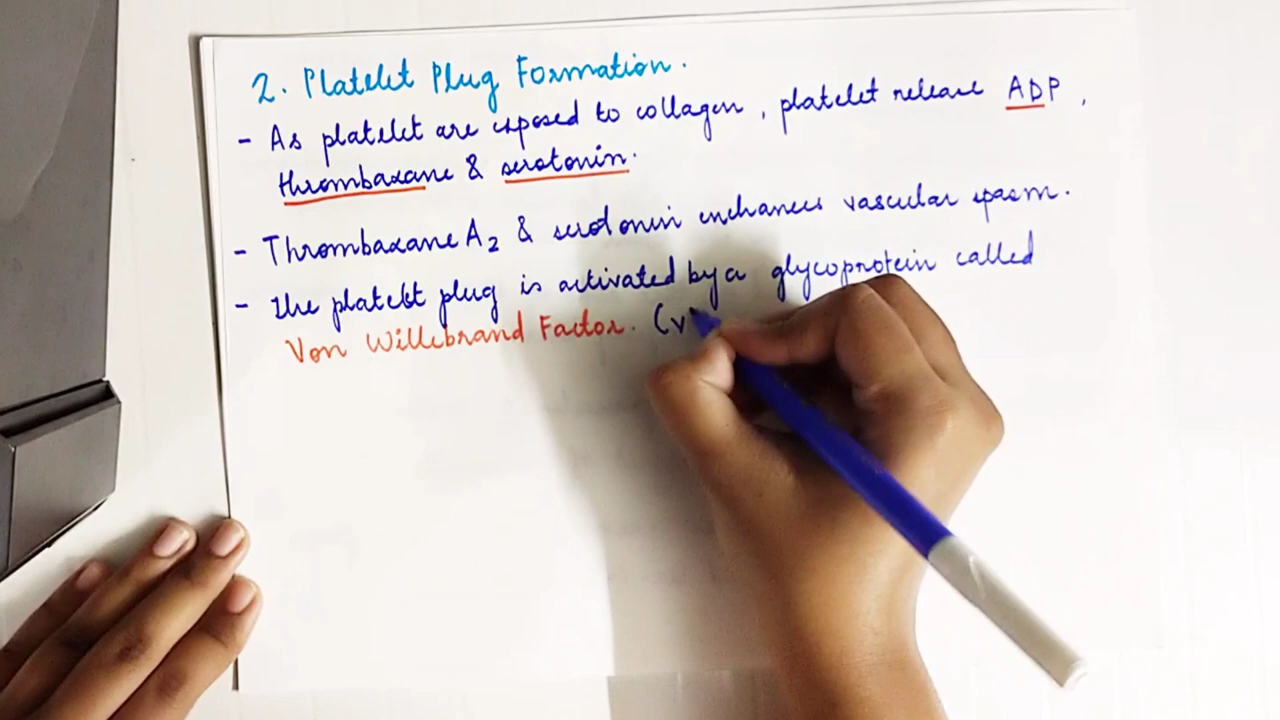 2. Platelet Plug Formation.
- As platelet are exposed to collagen, platelet release ADP,
thrombaxane & serotonin.
- Thrombaxane A2 & serotonin enchances vascular spasm.
- The platelet plug is activated by a glycoprotein called
Von Willebrand Factor. (v